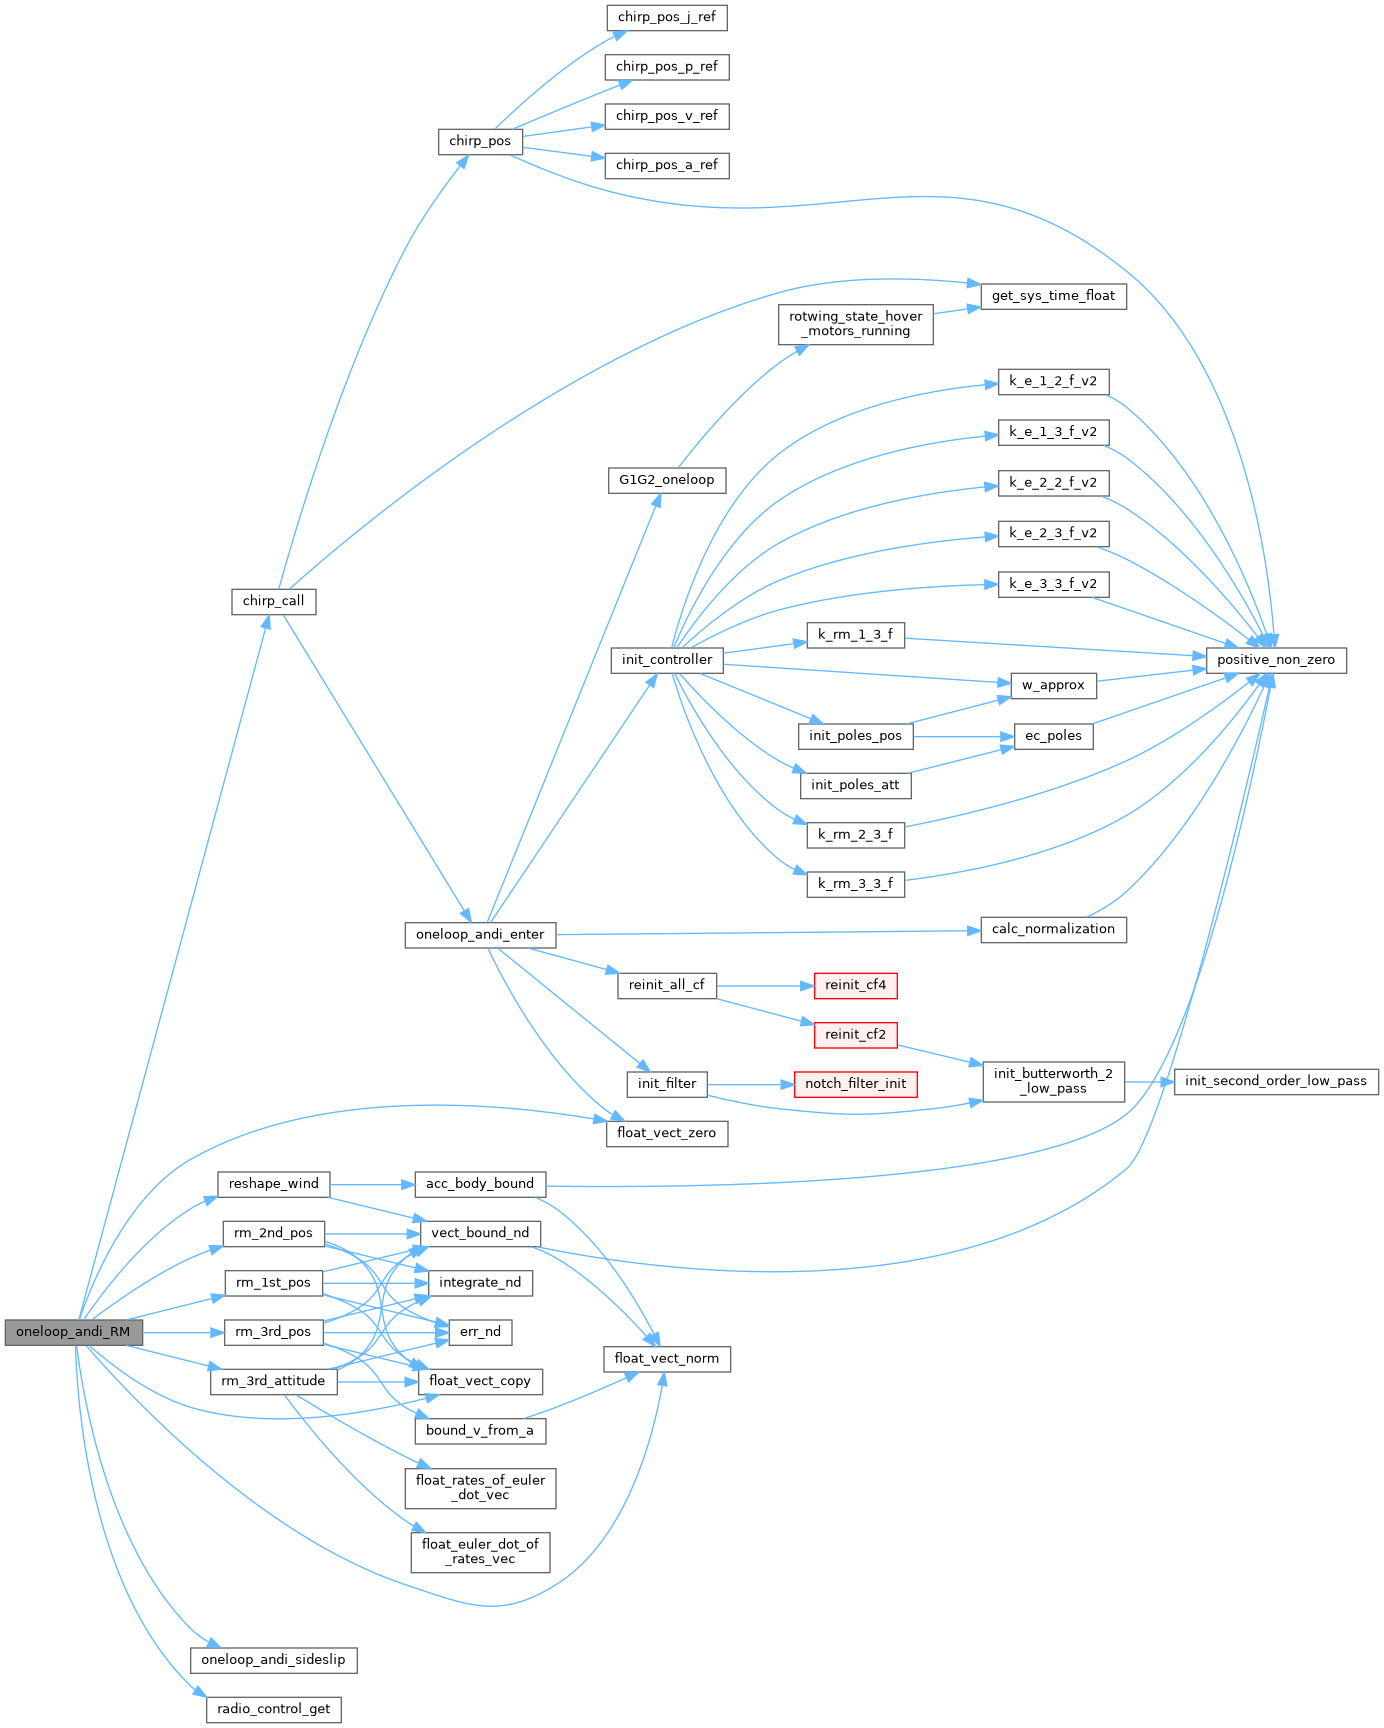 chirp_pos_j_ref
chirp_pos_p_ref
chirp_pos_v_ref
chirp_pos
chirp_pos_a_ref
get_sys_time_float
rotwing_state_hover
_motors_running
k_e_1_2_f_v2
k_e_1_3_f_v2
G1G2_oneloop
k_e_2_2_f_v2
k_e_2_3_f_v2
k_e_3_3_f_v2
chirp_call
k_rm_1_3_f
init_controller
positive_non_zero
w_approx
init_poles_pos
ec_poles
init_poles_att
k_rm_2_3_f
k_rm_3_3_f
oneloop_andi_enter
calc_normalization
reinit_all_cf
reinit_cf4
reinit_cf2
init_filter
notch_filter_init
init_butterworth_2
_low_pass
init_second_order_low_pass
float_vect_zero
reshape_wind
acc_body_bound
rm_2nd_pos
vect_bound_nd
rm_1st_pos
integrate_nd
oneloop_andi_RM
rm_3rd_pos
err_nd
float_vect_norm
rm_3rd_attitude
float_vect_copy
bound_v_from_a
float_rates_of_euler
_dot_vec
float_euler_dot_of
_rates_vec
oneloop_andi_sideslip
radio_control_get